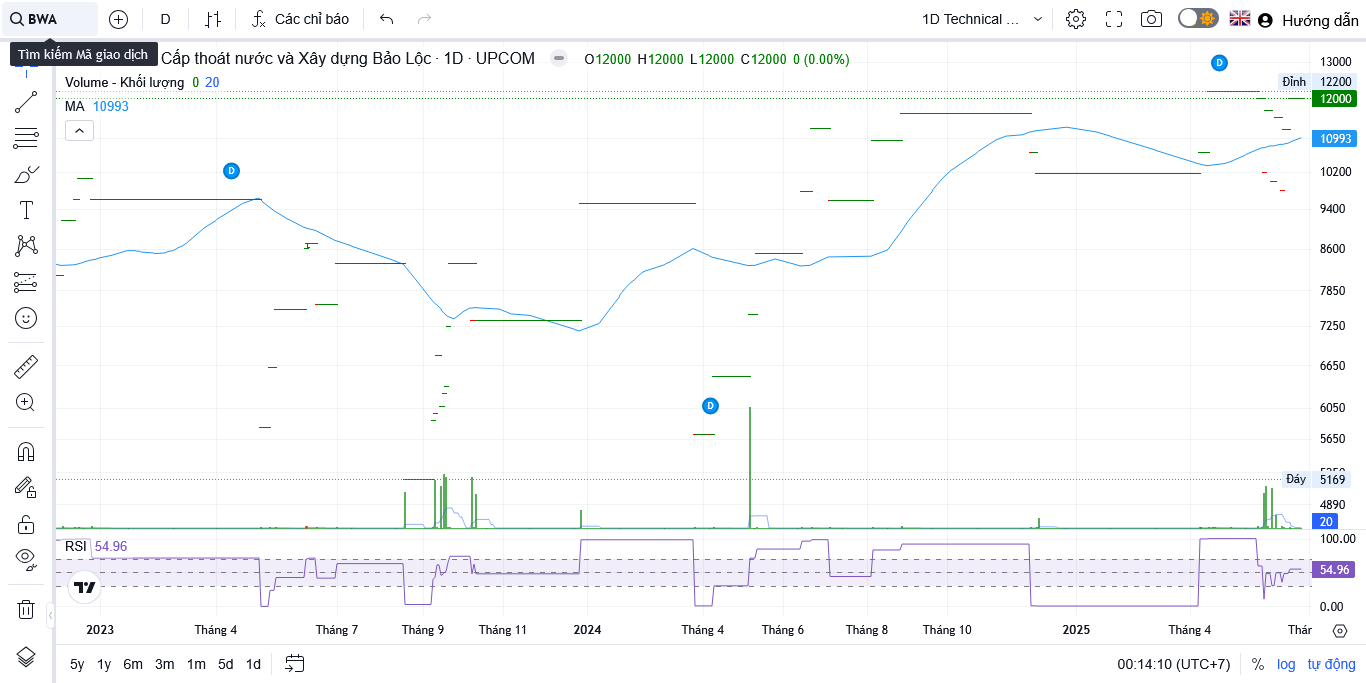 BWA D Các chỉ báo 1D Technical ... Hướng dẫn
Tìm kiếm Mã giao dịch
Cấp thoát nước và Xây dựng Bảo Lộc · 1D · UPCOM O12000 H12000 L12000 C12000 0 (0.00%)
Volume - Khối lượng 0 20
MA 10993
D
D
D
13000
Đỉnh 12200
12000
10993
10200
9400
8600
7850
7250
6650
6050
5650
Đáy 5169
4890
20
RSI 54.96
100.00
54.96
0.00
2023 Tháng 4 Tháng 7 Tháng 9 Tháng 11 2024 Tháng 4 Tháng 6 Tháng 8 Tháng 10 2025 Tháng 4 Thár
5y 1y 6m 3m 1m 5d 1d 00:14:10 (UTC+7) % log tự động